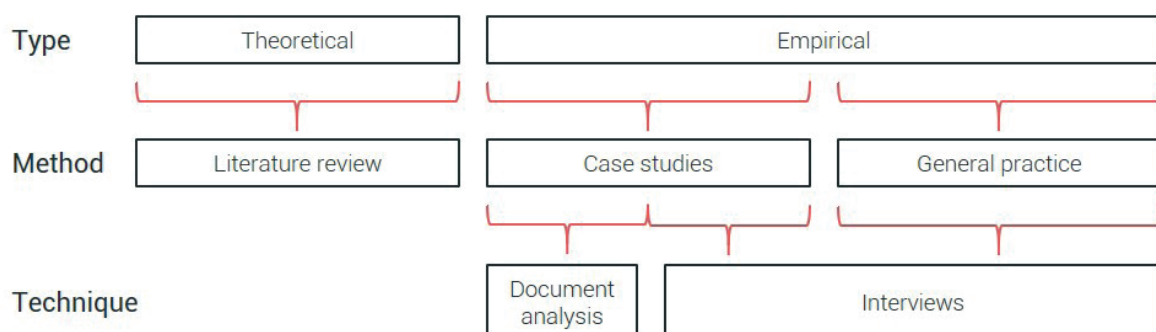 Type
Theoretical
Empirical
Method
Literature review
Case studies
General practice
Technique
Document
analysis
Interviews